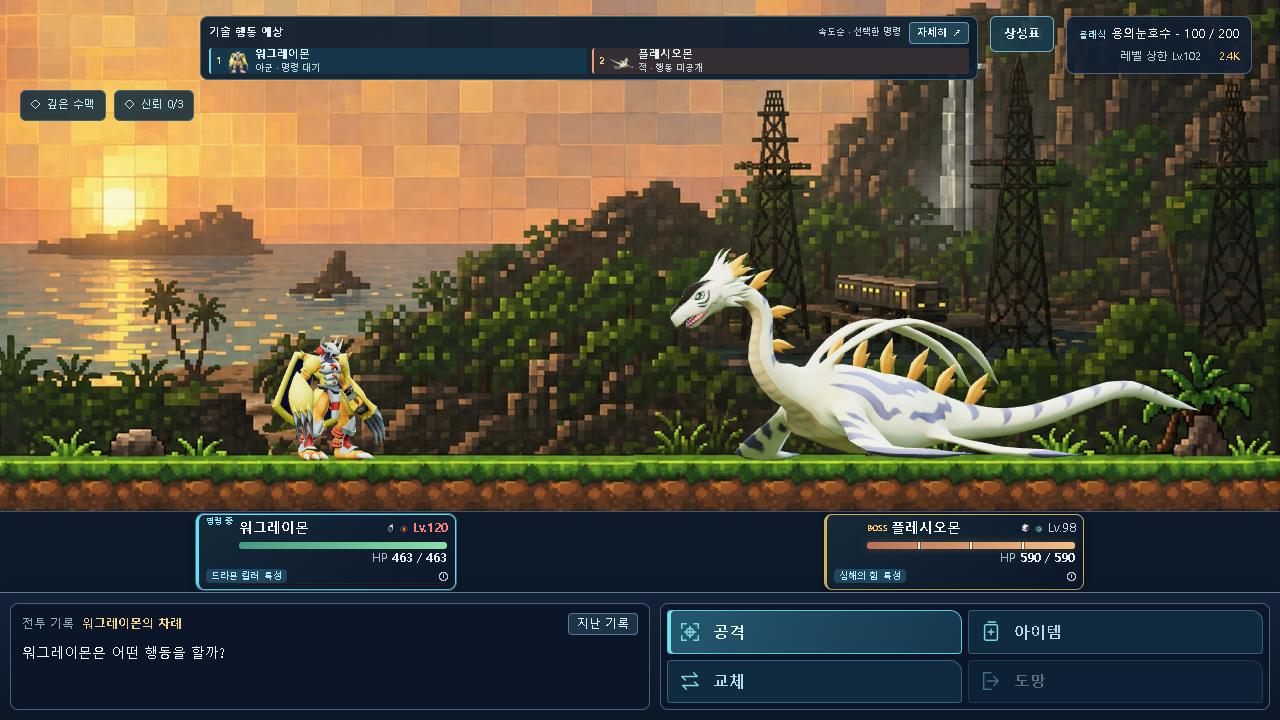 기술 행동 예상
속도순 · 선택한 명령
자세히 ↗
1 워그레이몬
아군 · 명령 대기
2 플레시오몬
적 · 행동 미공개
상성표
클래식 용의눈호수 - 100 / 200
레벨 상한 Lv.102 24K
◇ 깊은 수맥
◇ 신뢰 0/3
명령 중 워그레이몬 Lv.120
HP 463 / 463
드라몬 킬러 특성
BOSS 플레시오몬 Lv.98
HP 590 / 590
심해의 힘 특성
전투 기록 워그레이몬의 차례
지난 기록
워그레이몬은 어떤 행동을 할까?
공격
아이템
교체
도망